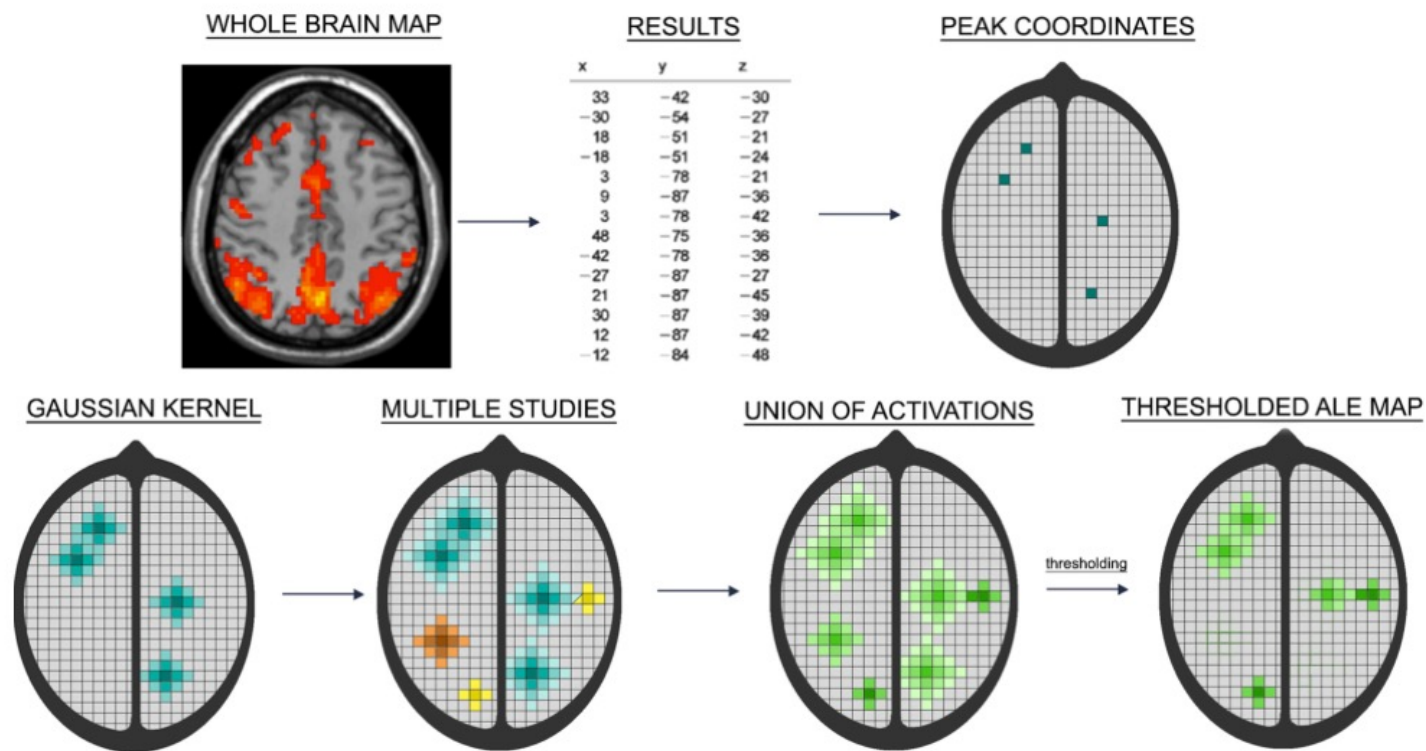 WHOLE BRAIN MAP
RESULTS
PEAK COORDINATES
x y z
33 −42 −30
−30 −54 −27
18 −51 −21
−18 −51 −24
3 −78 −21
9 −87 −36
3 −78 −42
48 −75 −36
−42 −78 −36
−27 −87 −27
21 −87 −45
30 −87 −39
12 −87 −42
−12 −84 −48
GAUSSIAN KERNEL
MULTIPLE STUDIES
UNION OF ACTIVATIONS
THRESHOLDED ALE MAP
thresholding